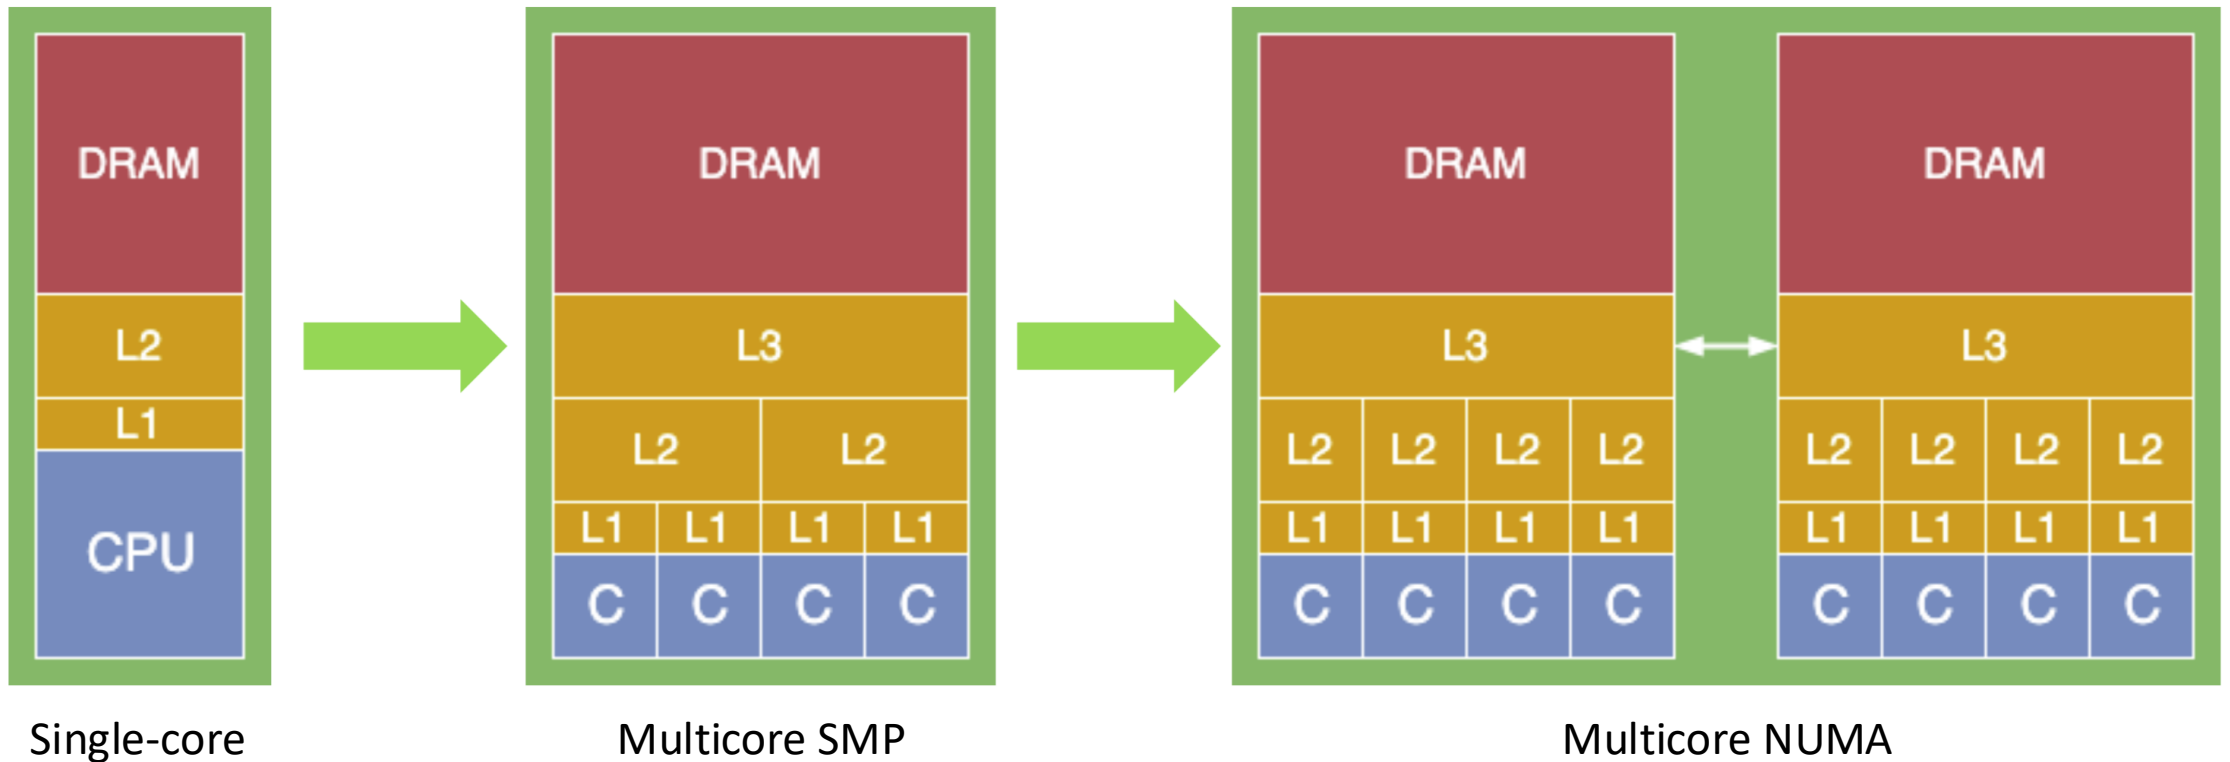 DRAM
L2
L1
CPU
Single-core
DRAM
L3
L2 L2
L1 L1 L1 L1
C C C C
Multicore SMP
DRAM DRAM
L3 L3
L2 L2 L2 L2 L2 L2 L2 L2
L1 L1 L1 L1 L1 L1 L1 L1
C C C C C C C C
Multicore NUMA